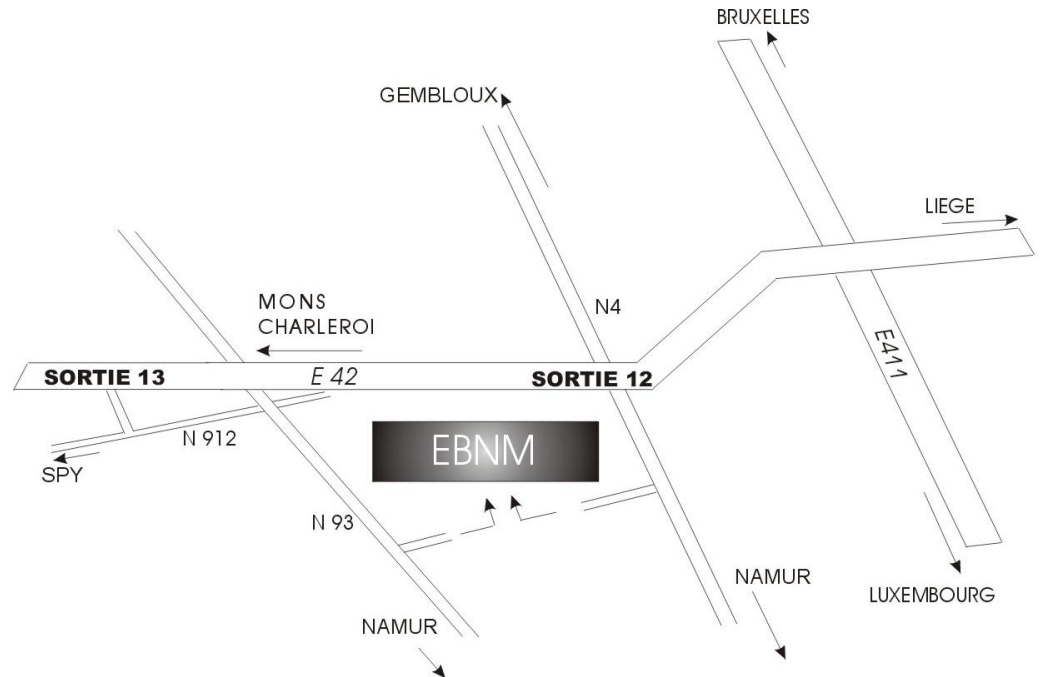 BRUXELLES
GEMBLOUX
LIEGE
N4
MONS
CHARLEROI
E411
SORTIE 13
E 42
SORTIE 12
N 912
EBNM
SPY
N 93
NAMUR
LUXEMBOURG
NAMUR